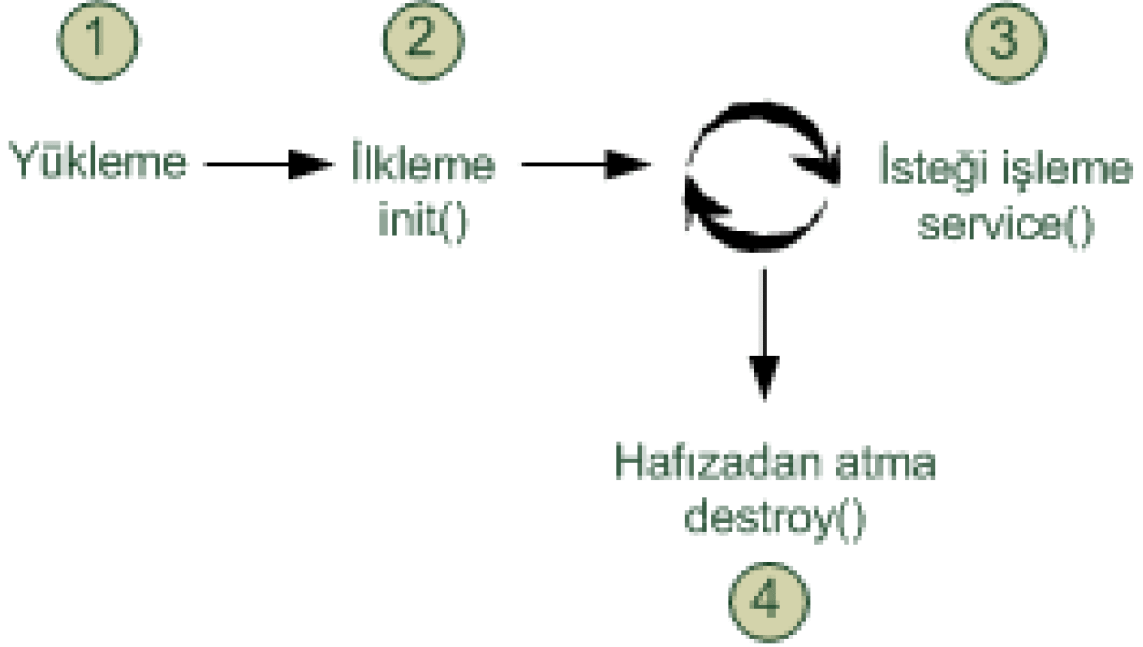 1
2
3
Yükleme
İlkleme
init()
İsteği işleme
service()
Hafızadan atma
destroy()
4